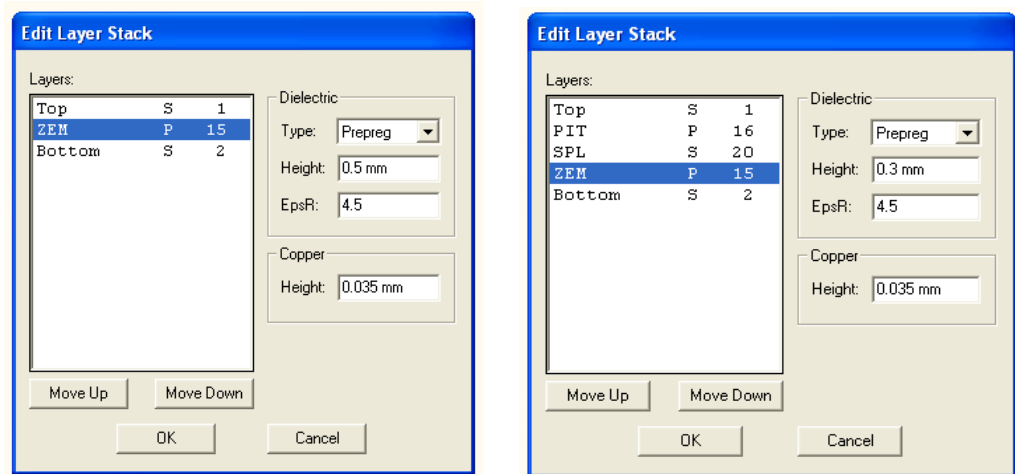 Edit Layer Stack
Layers:
Top S 1
ZEM P 15
Bottom S 2
Dielectric
Type: Prepreg
Height: 0.5 mm
EpsR: 4.5
Copper
Height: 0.035 mm
Move Up Move Down
OK Cancel
Edit Layer Stack
Layers:
Top S 1
PIT P 16
SPL S 20
ZEM P 15
Bottom S 2
Dielectric
Type: Prepreg
Height: 0.3 mm
EpsR: 4.5
Copper
Height: 0.035 mm
Move Up Move Down
OK Cancel